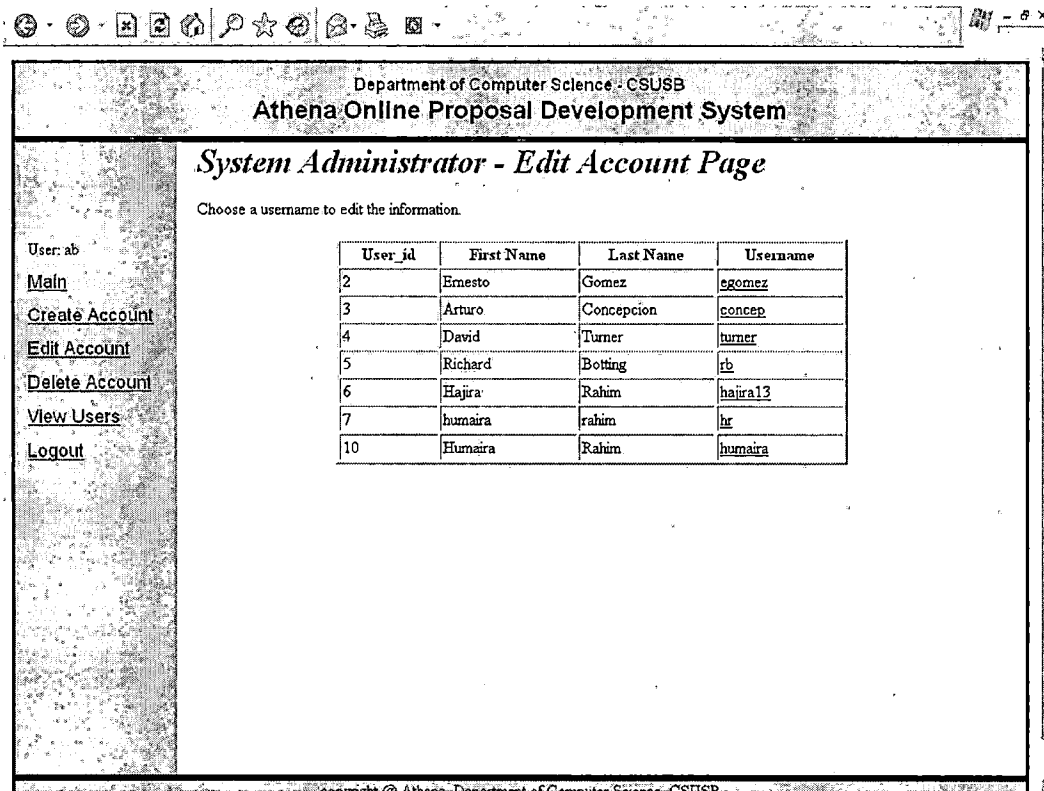 Department of Computer Science - CSUSB
Athena Online Proposal Development System
System Administrator - Edit Account Page
Choose a username to edit the information.
User: ab
Main
Create Account
Edit Account
Delete Account
View Users
Logout
User_id First Name Last Name Username
2 Ernesto Gomez egomez
3 Arturo Concepcion concep
4 David Turner turner
5 Richard Botting rb
6 Hajira Rahim hajira13
7 humaira rahim hr
10 Humaira Rahim humaira
copyright @ Athena, Department of Computer Science, CSUSB